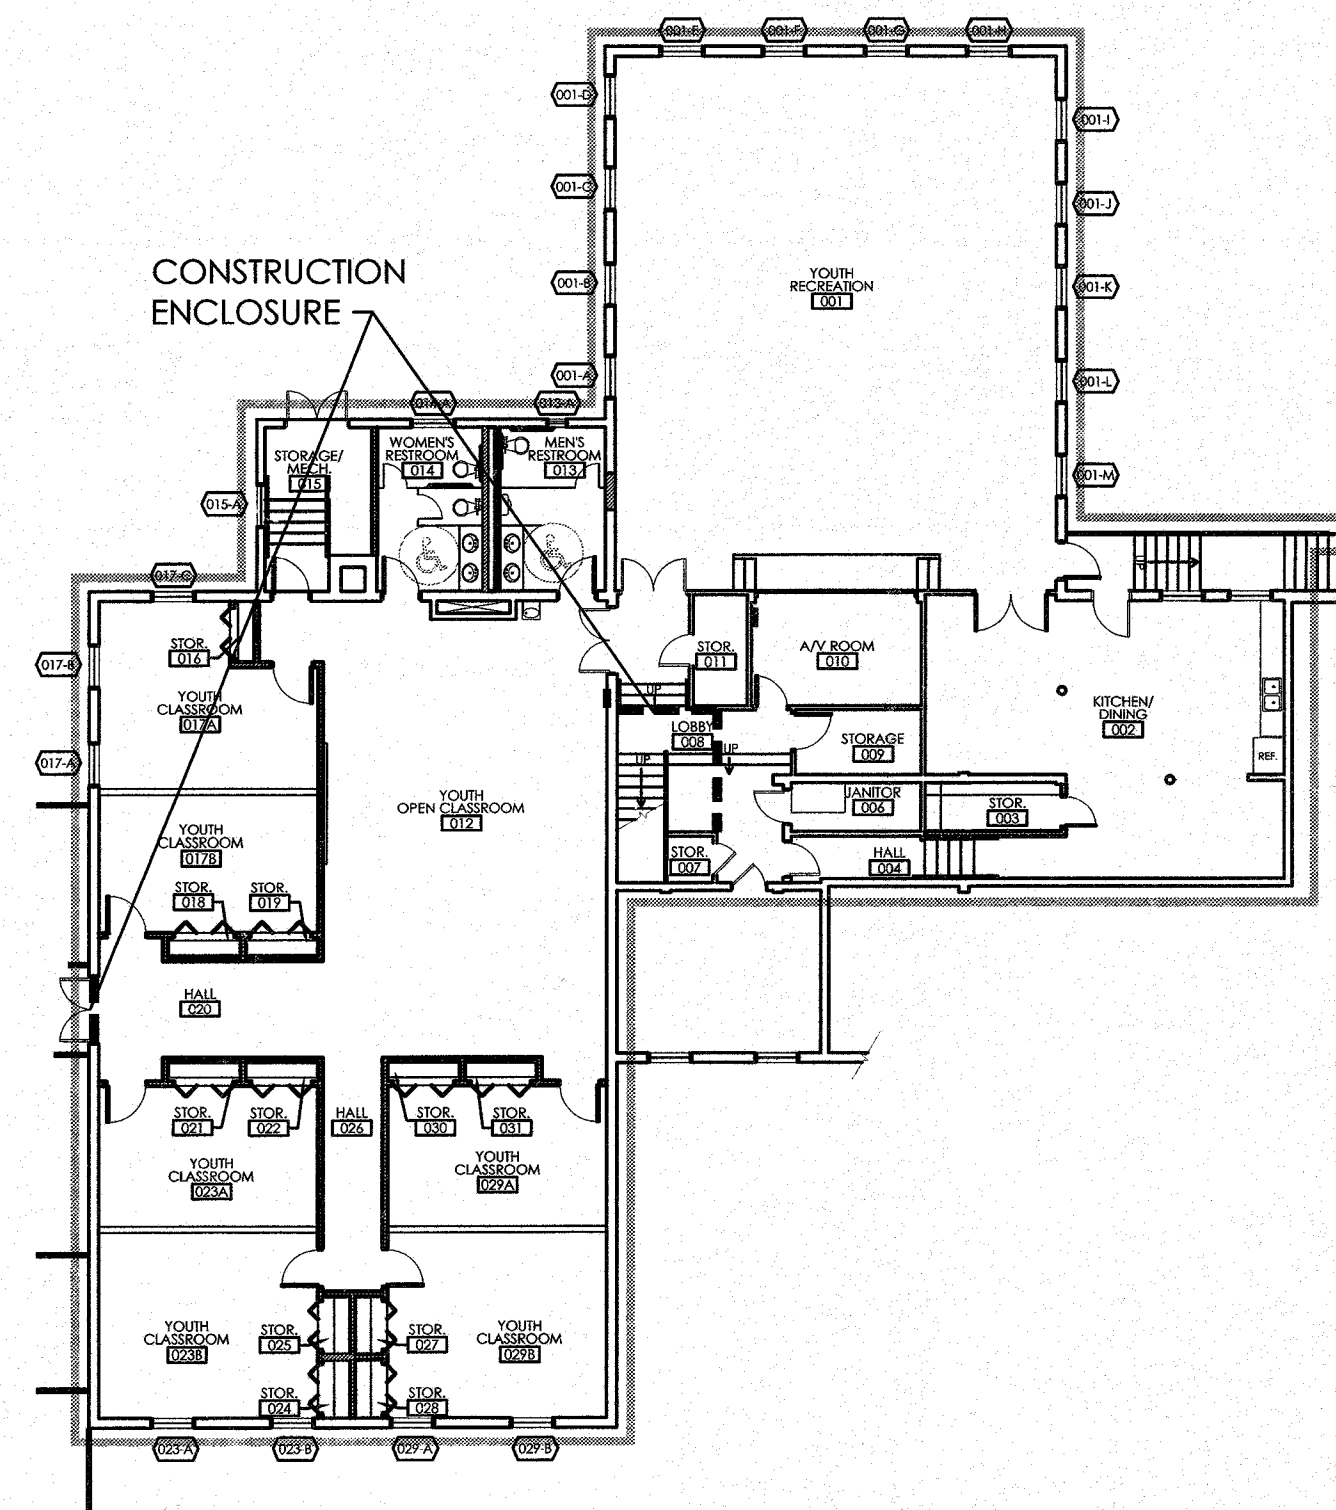 001-E
001-F
001-G
001-H
001-D
001-I
001-C
001-J
CONSTRUCTION
ENCLOSURE
YOUTH
RECREATION
001
001-B
001-K
001-A
001-L
014-A
013-A
WOMEN'S
RESTROOM
014
MEN'S
RESTROOM
013
STORAGE/
MECH.
015
001-M
015-A
UP
017-C
STOR.
016
STOR.
011
A/V ROOM
010
017-B
UP
YOUTH
CLASSROOM
017A
KITCHEN/
DINING
002
LOBBY
008
STORAGE
009
UP
UP
REF.
017-A
YOUTH
OPEN CLASSROOM
012
JANITOR
006
STOR.
003
YOUTH
CLASSROOM
017B
STOR.
007
HALL
004
STOR.
018
STOR.
019
HALL
020
STOR.
021
STOR.
022
HALL
026
STOR.
030
STOR.
031
YOUTH
CLASSROOM
023A
YOUTH
CLASSROOM
029A
YOUTH
CLASSROOM
023B
STOR.
025
STOR.
027
YOUTH
CLASSROOM
029B
STOR.
024
STOR.
028
023-A
023-B
029-A
029-B